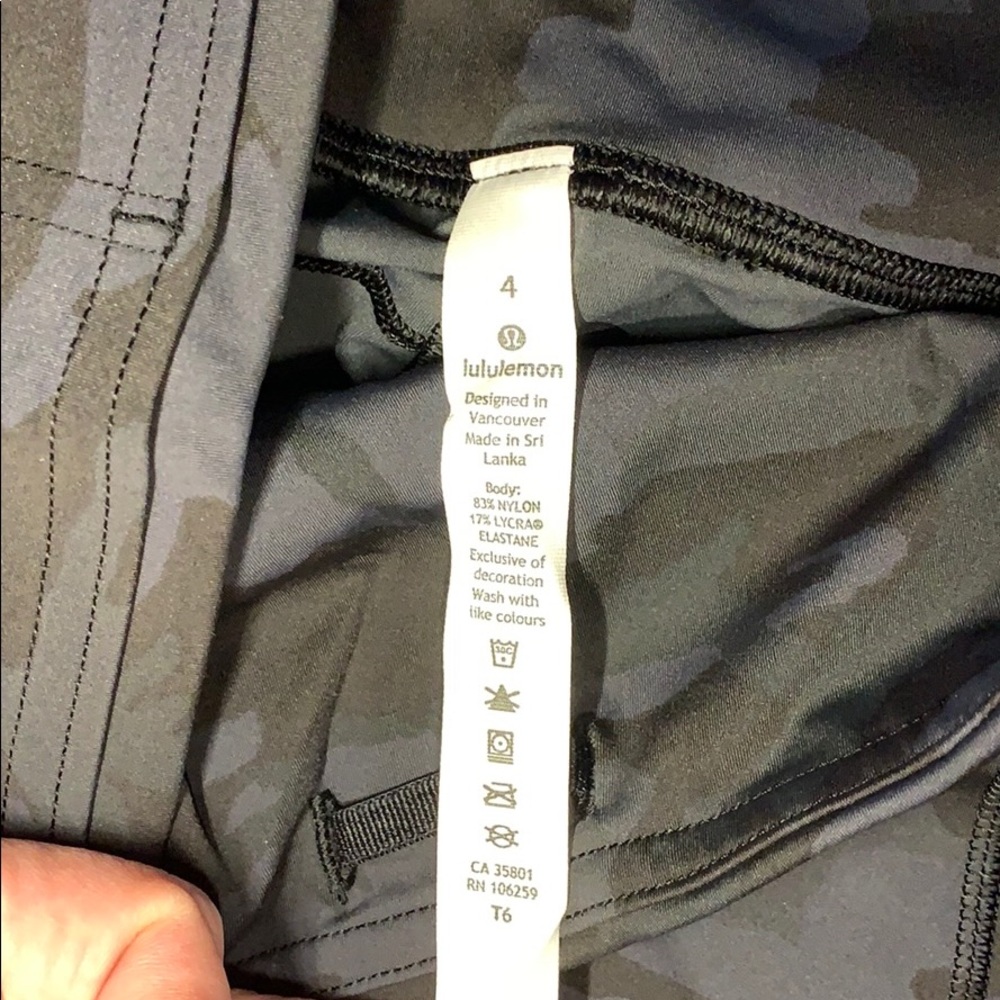 4
lululemon
Designed in
Vancouver
Made in Sri
Lanka
Body:
83% NYLON
17% LYCRA®
ELASTANE
Exclusive of
decoration
Wash with
like colours
30C
CA 35801
RN 106259
T6